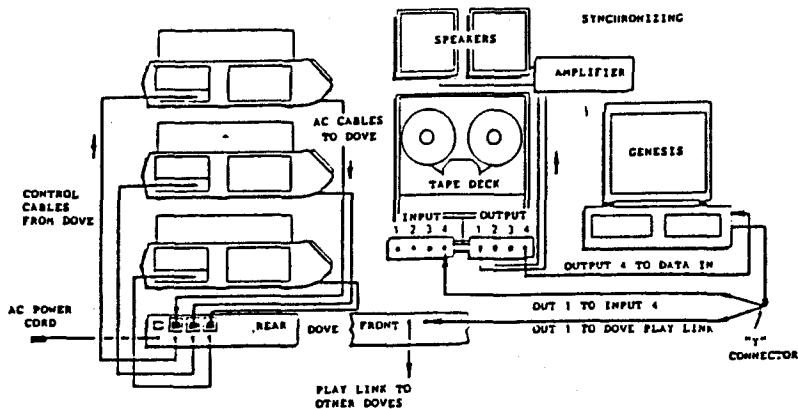 SYNCHRONIZING
SPEAKERS
AMPLIFIER
AC CABLES
TO DOVE
GENESIS
TAPE DECK
CONTROL
CABLES
FROM DOVE
INPUT OUTPUT
1 2 3 4 1 2 3 4
OUTPUT 4 TO DATA IN
OUT 1 TO INPUT 4
AC POWER
CORD
REAR DOVE FRONT
OUT 1 TO DOVE PLAY LINK
"Y"
CONNECTOR
PLAY LINK TO
OTHER DOVES